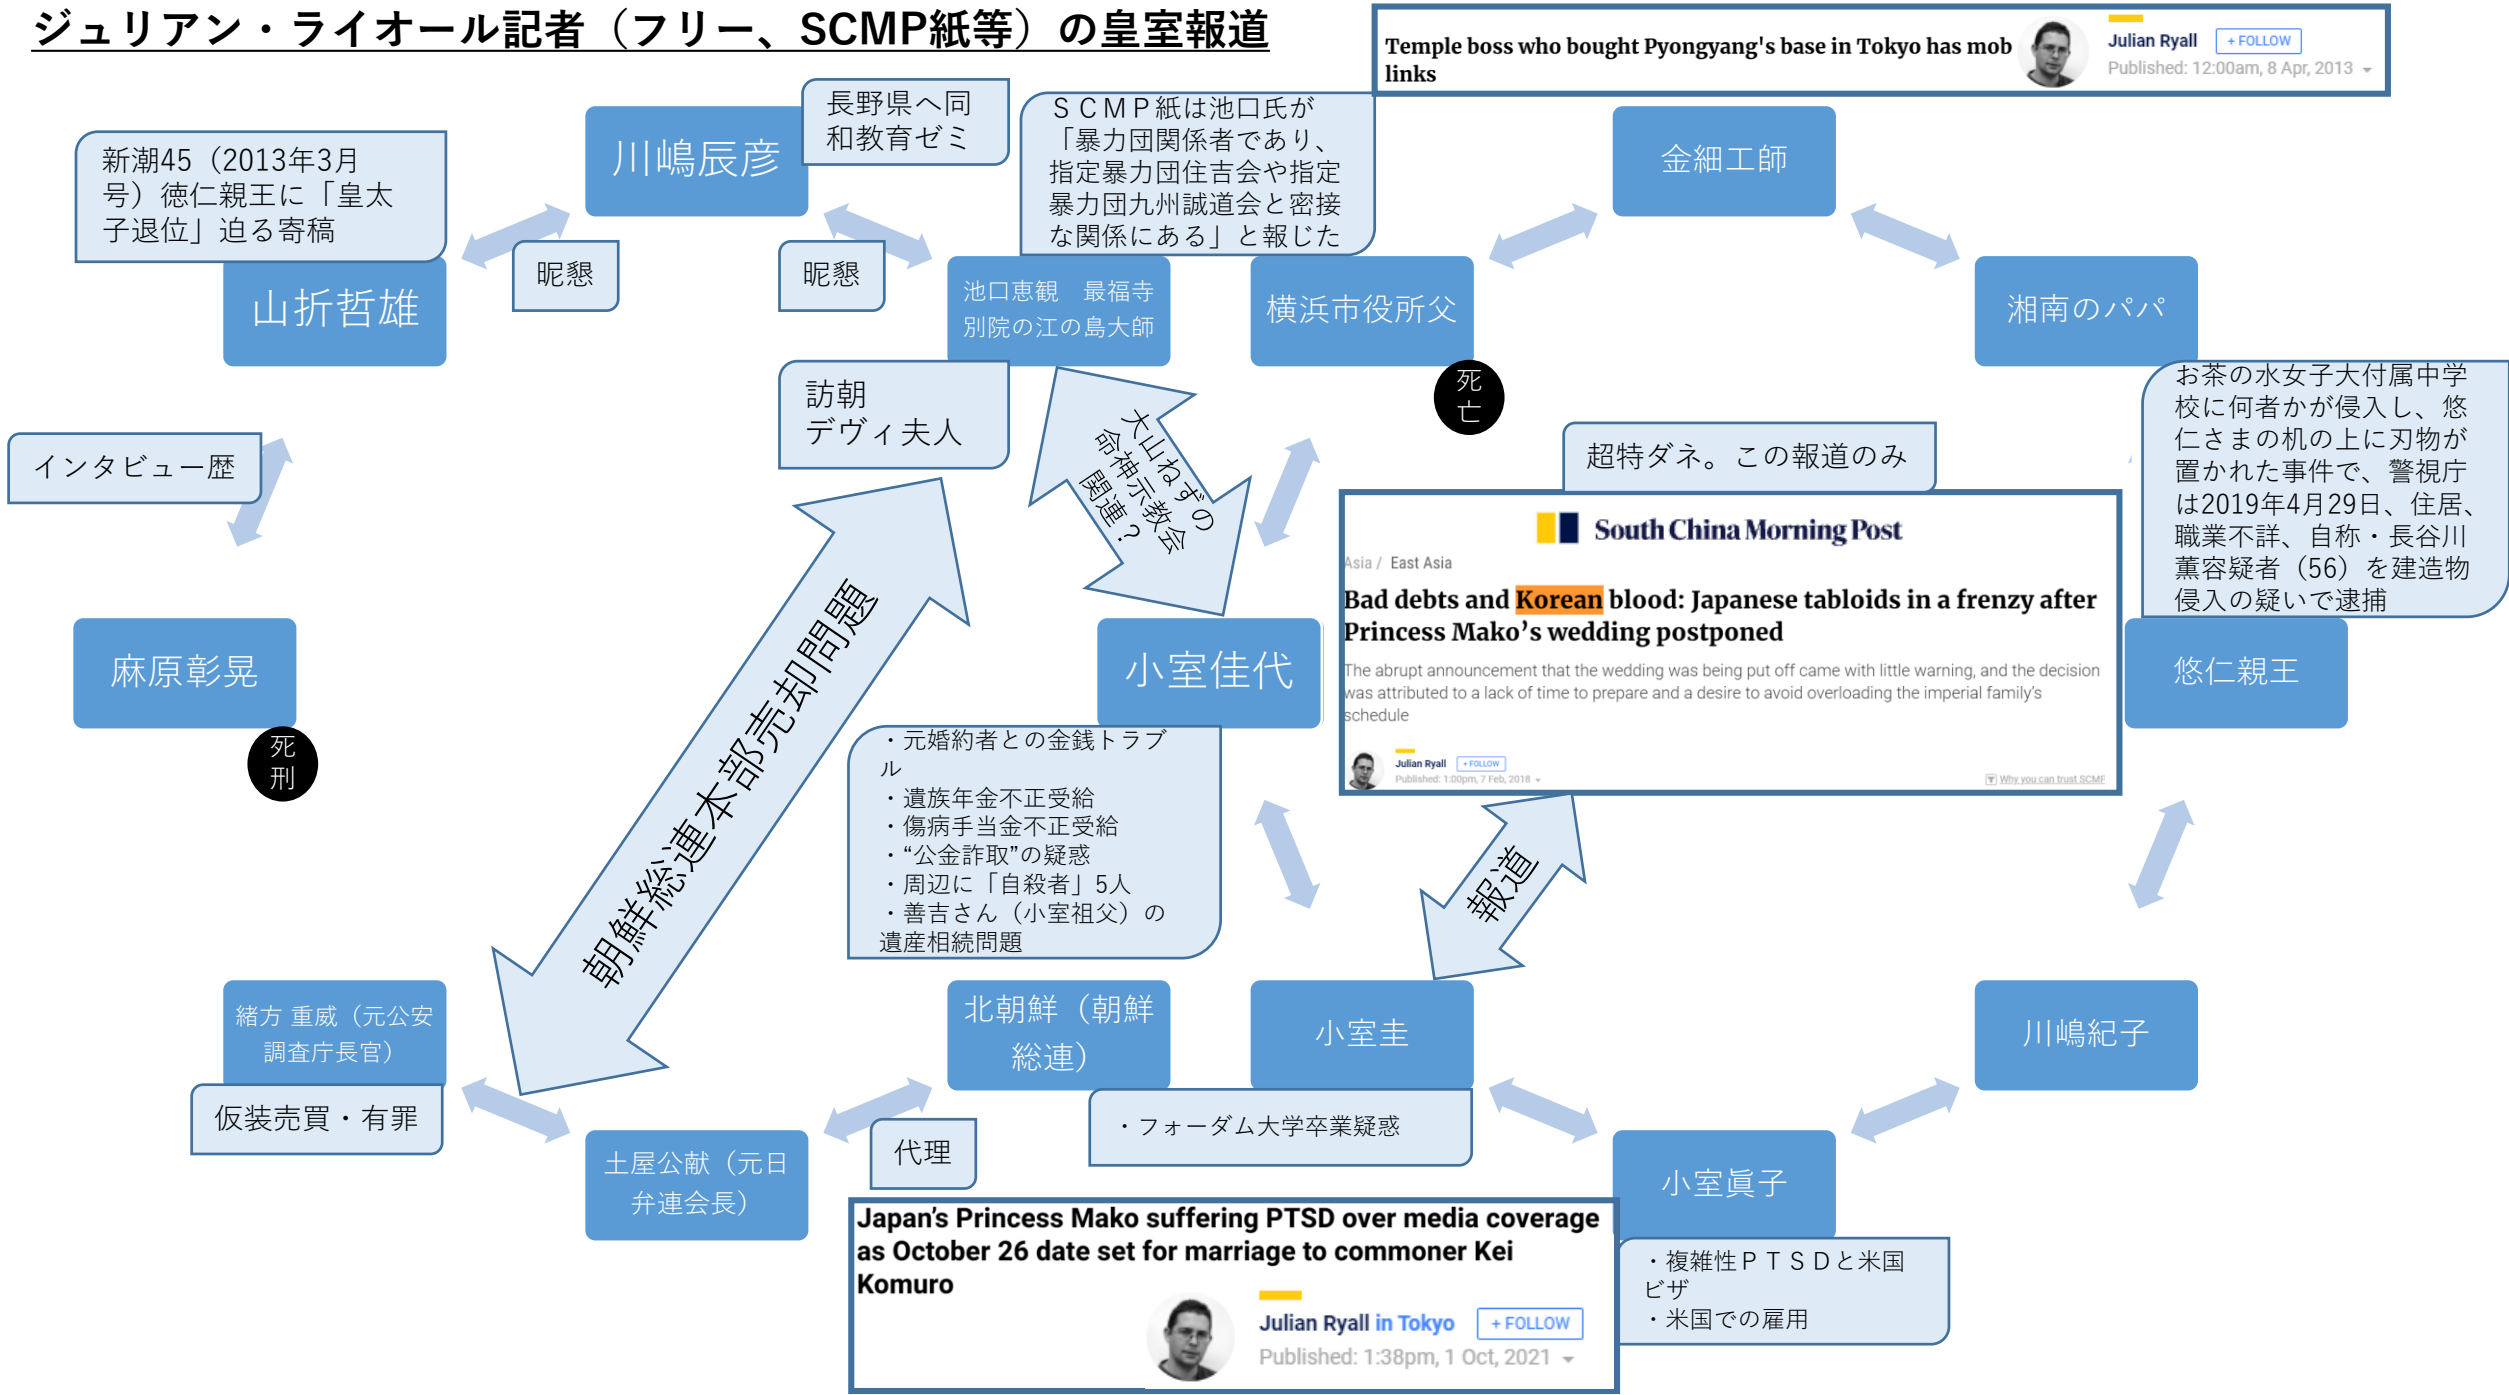 ジュリアン・ライオール記者（フリー、SCMP紙等）の皇室報道
Temple boss who bought Pyongyang's base in Tokyo has mob
links
Julian Ryall
+ FOLLOW
Published: 12:00am, 8 Apr, 2013
新潮45（2013年3月
号）徳仁親王に「皇太
子退位」迫る寄稿
川嶋辰彦
長野県へ同
和教育ゼミ
ＳＣＭＰ紙は池口氏が
「暴力団関係者であり、
指定暴力団住吉会や指定
暴力団九州誠道会と密接
な関係にある」と報じた
金細工師
山折哲雄
昵懇
昵懇
池口恵観　最福寺
別院の江の島大師
横浜市役所父
死
亡
湘南のパパ
訪朝
デヴィ夫人
大山ねずの
命神示教会
関連？
お茶の水女子大付属中学
校に何者かが侵入し、悠
仁さまの机の上に刃物が
置かれた事件で、警視庁
は2019年4月29日、住居、
職業不詳、自称・長谷川
薫容疑者（56）を建造物
侵入の疑いで逮捕
インタビュー歴
超特ダネ。この報道のみ
South China Morning Post
Asia / East Asia
Bad debts and Korean blood: Japanese tabloids in a frenzy after
Princess Mako’s wedding postponed
The abrupt announcement that the wedding was being put off came with little warning, and the decision
was attributed to a lack of time to prepare and a desire to avoid overloading the imperial family’s
schedule
Julian Ryall
+ FOLLOW
Published: 1:00pm, 7 Feb, 2018
Why you can trust SCMP
麻原彰晃
死
刑
朝鮮総連本部売却問題
小室佳代
悠仁親王
・元婚約者との金銭トラブ
ル
・遺族年金不正受給
・傷病手当金不正受給
・“公金詐取”の疑惑
・周辺に「自殺者」5人
・善吉さん（小室祖父）の
遺産相続問題
報道
緒方 重威（元公安
調査庁長官）
仮装売買・有罪
北朝鮮（朝鮮
総連）
小室圭
川嶋紀子
・フォーダム大学卒業疑惑
代理
土屋公献（元日
弁連会長）
小室眞子
Japan’s Princess Mako suffering PTSD over media coverage
as October 26 date set for marriage to commoner Kei
Komuro
Julian Ryall in Tokyo
+ FOLLOW
Published: 1:38pm, 1 Oct, 2021
・複雑性ＰＴＳＤと米国
ビザ
・米国での雇用